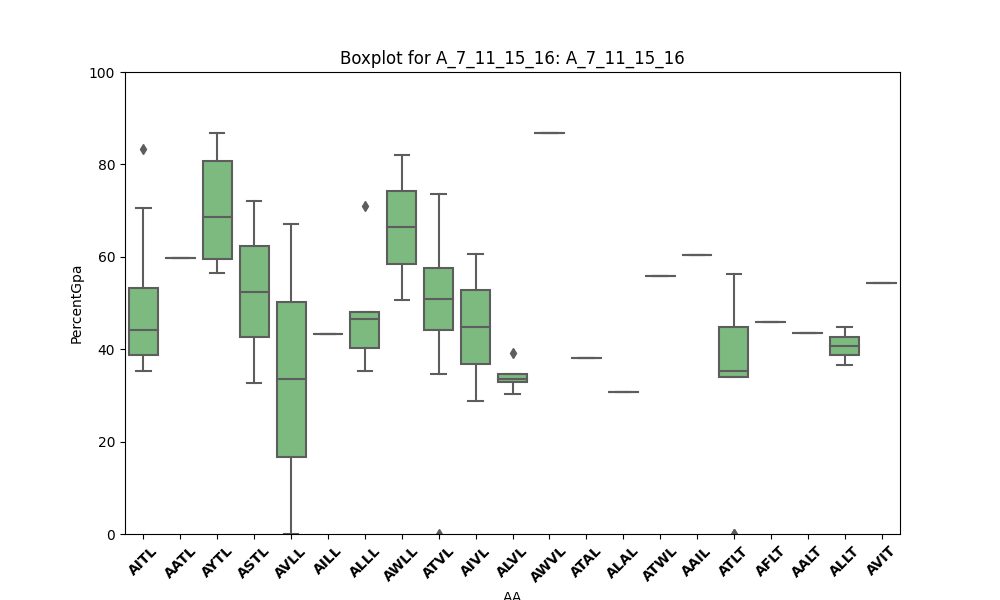 Boxplot for A_7_11_15_16: A_7_11_15_16
100
80
60
40
20
0
PercentGpa
AITL
AATL
AYTL
ASTL
AVLL
AILL
ALLL
AWLL
ATVL
AIVL
ALVL
AWVL
ATAL
ALAL
ATWL
AAIL
ATLT
AFLT
AALT
ALLT
AVIT
AA